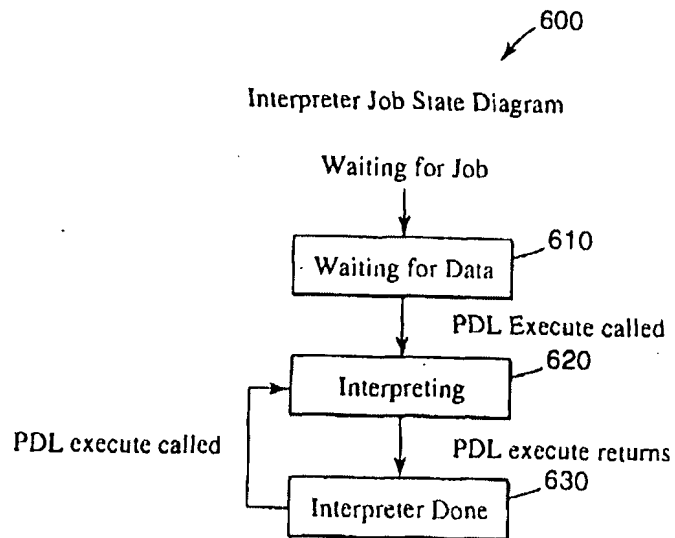 600
Interpreter Job State Diagram
Waiting for Job
610
Waiting for Data
PDL Execute called
620
Interpreting
PDL execute called
PDL execute returns
630
Interpreter Done